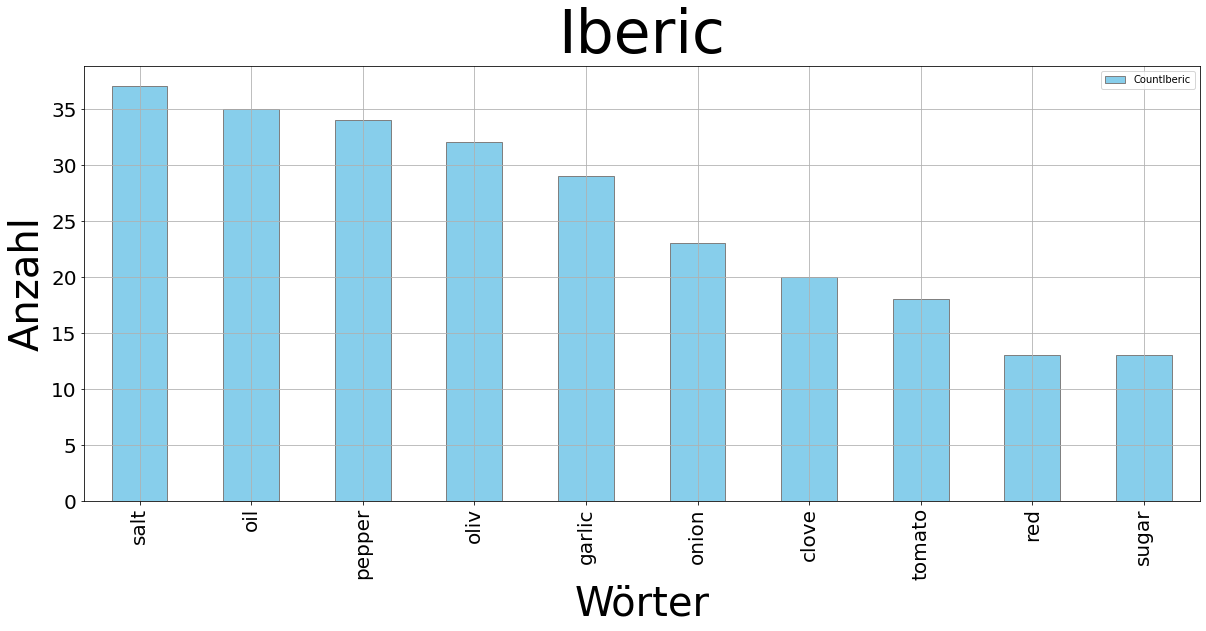 Iberic
CountIberic
Anzahl
35
30
25
20
15
10
5
0
salt
oil
pepper
oliv
garlic
onion
clove
tomato
red
sugar
Wörter